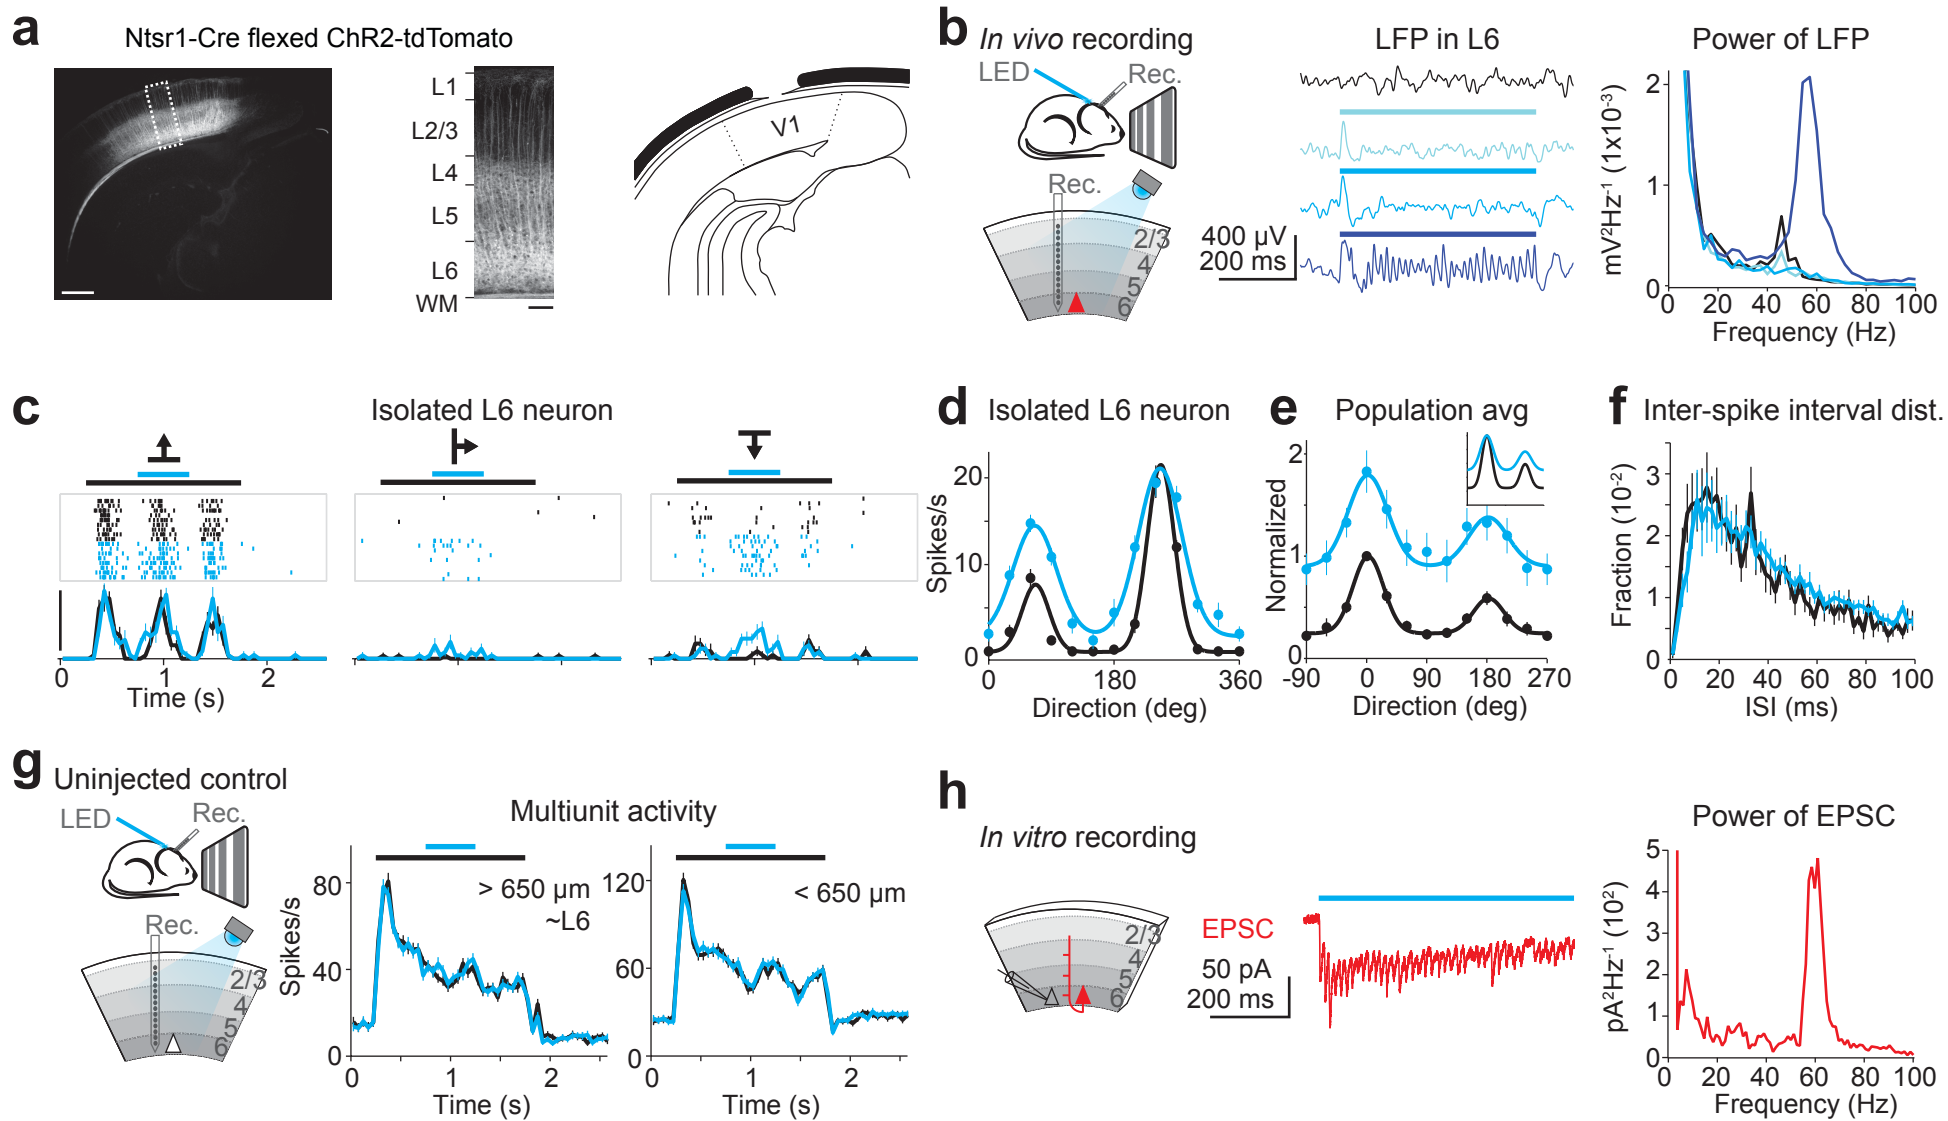 a
Ntsr1-Cre flexed ChR2-tdTomato
L1
L2/3
L4
L5
L6
WM
V1
b
In vivo recording
LED
Rec.
Rec.
2/3
4
5
6
LFP in L6
400 µV
200 ms
Power of LFP
mV²Hz⁻¹ (1x10⁻³)
2
1
0
0 20 40 60 80 100
Frequency (Hz)
c
Isolated L6 neuron
0 1 2
Time (s)
d
Isolated L6 neuron
Spikes/s
20
10
0
0 180 360
Direction (deg)
e
Population avg
Normalized
2
1
0
-90 0 90 180 270
Direction (deg)
f
Inter-spike interval dist.
Fraction (10⁻²)
3
2
1
0
0 20 40 60 80 100
ISI (ms)
g
Uninjected control
LED
Rec.
Rec.
2/3
4
5
6
Multiunit activity
Spikes/s
80
40
0
> 650 µm
~L6
0 1 2
Time (s)
120
60
0
< 650 µm
0 1 2
Time (s)
h
In vitro recording
2/3
4
5
6
EPSC
50 pA
200 ms
Power of EPSC
pA²Hz⁻¹ (10²)
5
4
3
2
1
0
0 20 40 60 80 100
Frequency (Hz)